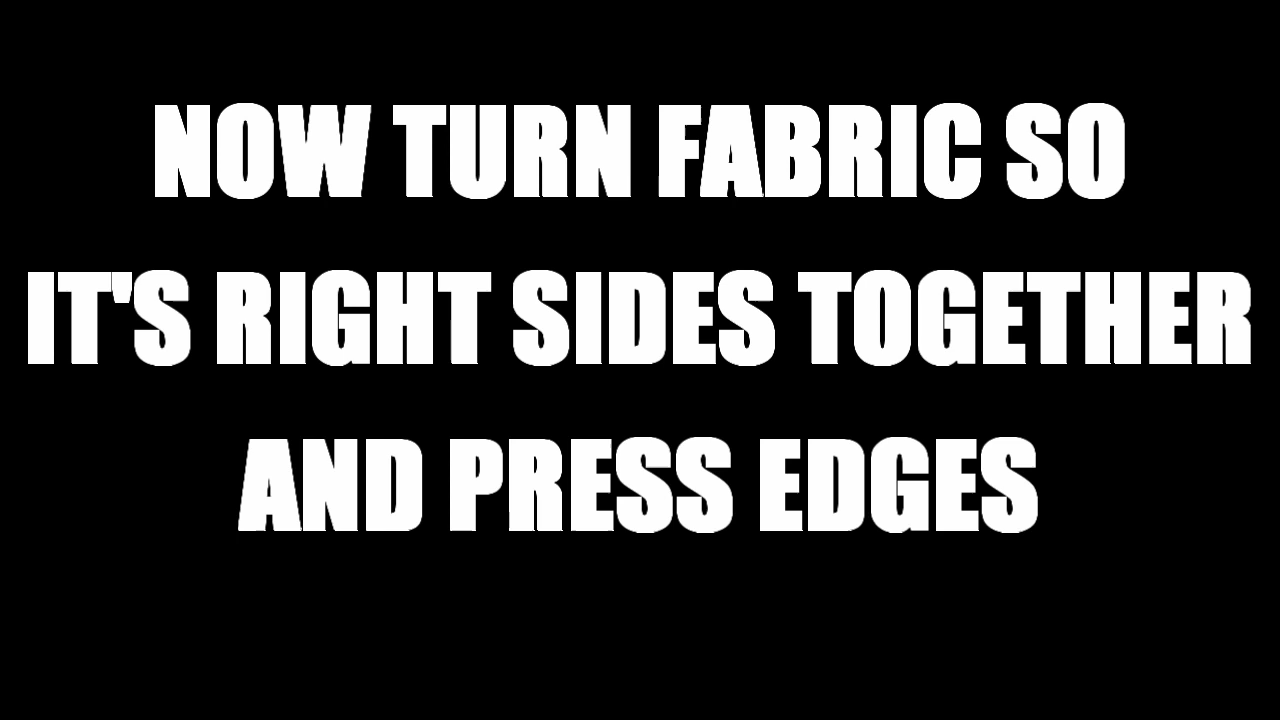 NOW TURN FABRIC SO
IT'S RIGHT SIDES TOGETHER
AND PRESS EDGES